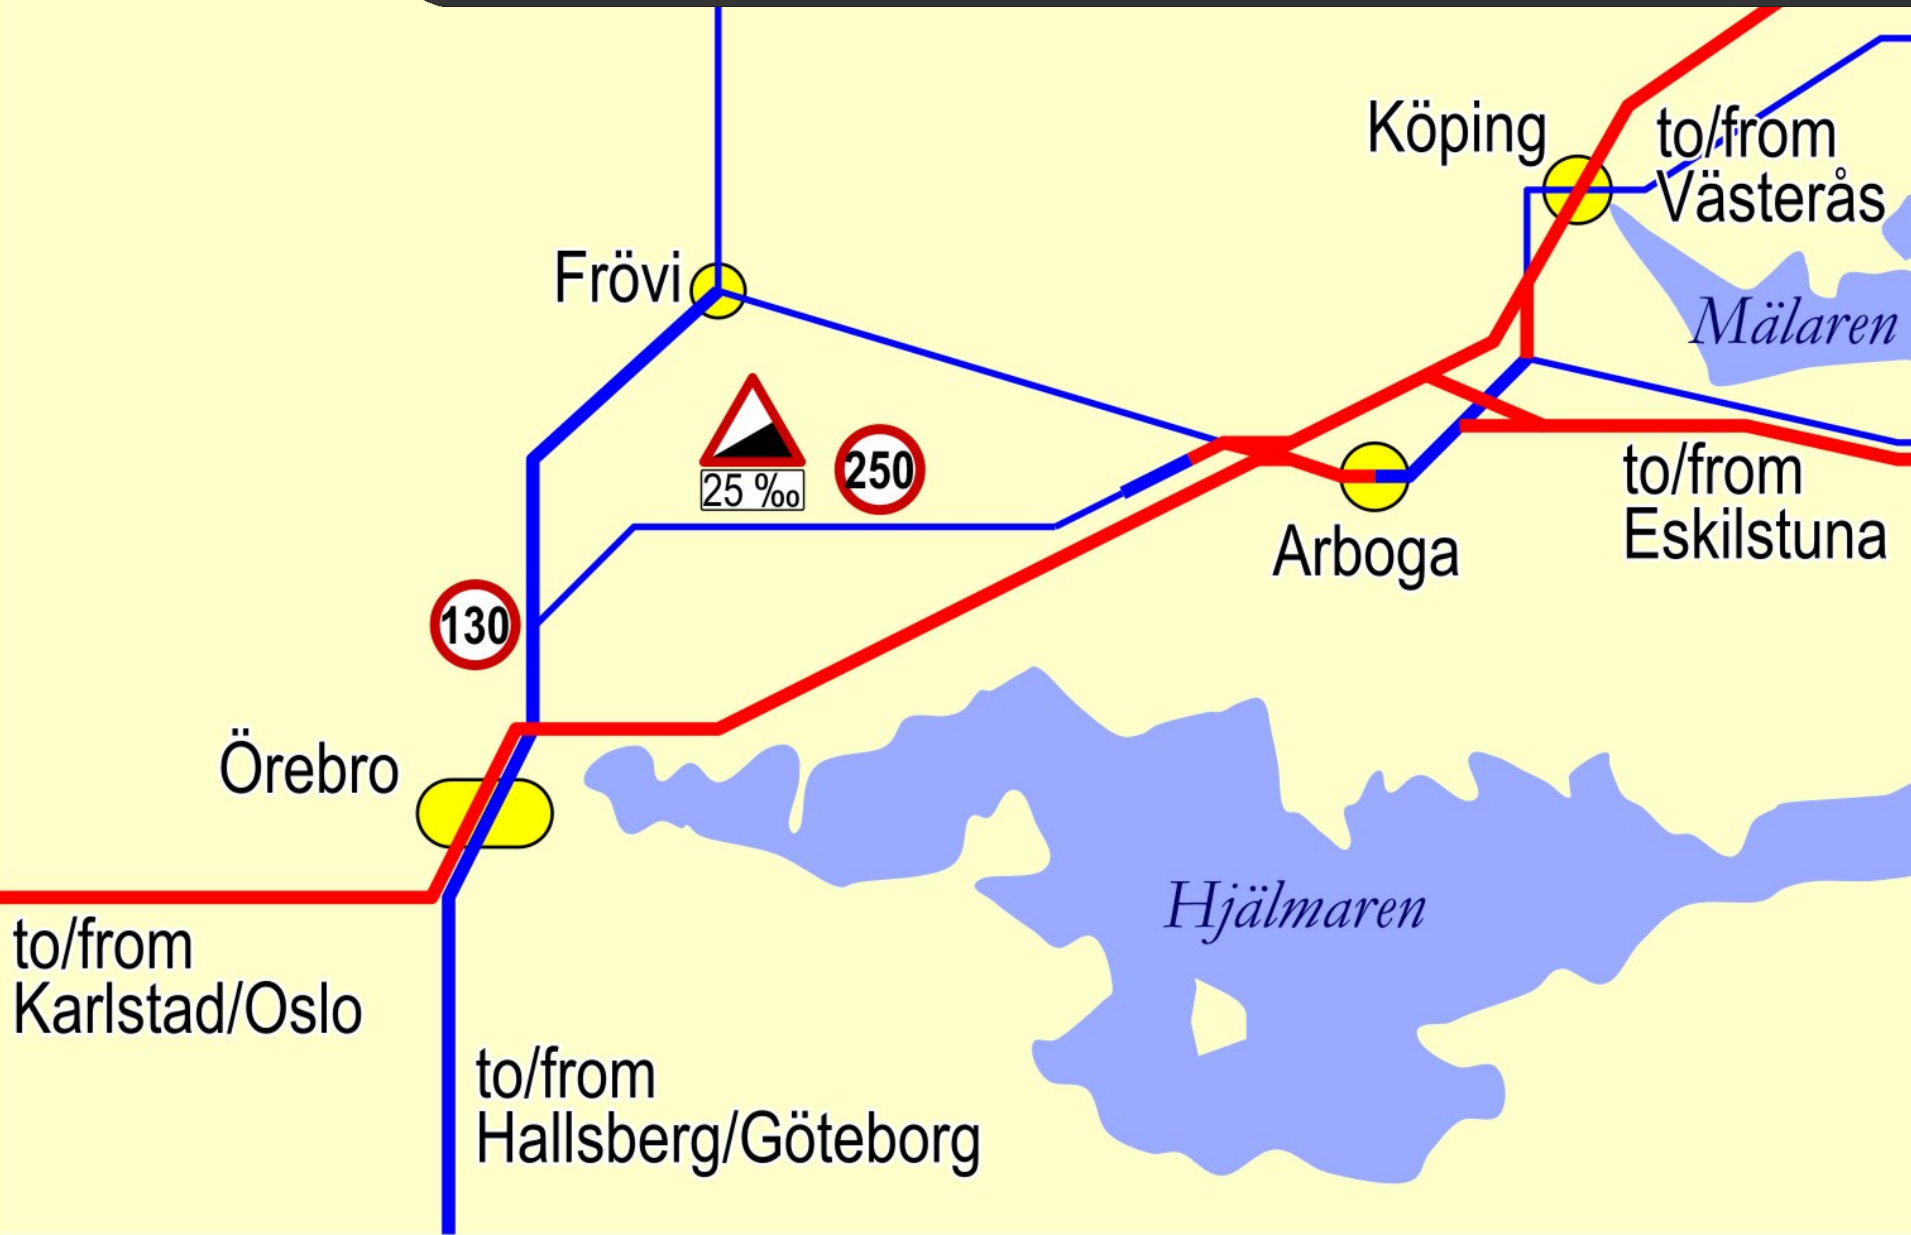 Köping
to/from
Västerås
Frövi
Mälaren
25 ‰
250
to/from
Eskilstuna
Arboga
130
Örebro
Hjälmaren
to/from
Karlstad/Oslo
to/from
Hallsberg/Göteborg